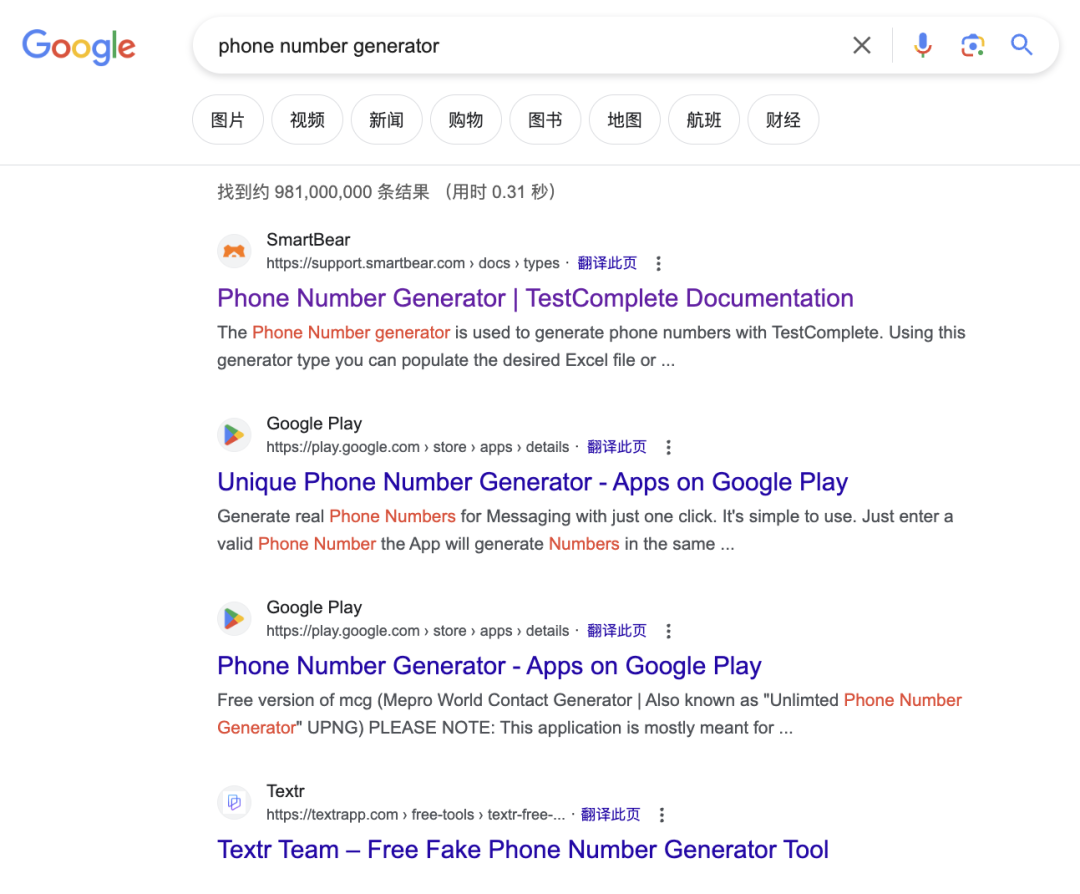 Google
phone number generator
图片 视频 新闻 购物 图书 地图 航班 财经
找到约 981,000,000 条结果 （用时 0.31 秒）
SmartBear
https://support.smartbear.com › docs › types · 翻译此页
Phone Number Generator | TestComplete Documentation
The Phone Number generator is used to generate phone numbers with TestComplete. Using this
generator type you can populate the desired Excel file or ...
Google Play
https://play.google.com › store › apps › details · 翻译此页
Unique Phone Number Generator - Apps on Google Play
Generate real Phone Numbers for Messaging with just one click. It's simple to use. Just enter a
valid Phone Number the App will generate Numbers in the same ...
Google Play
https://play.google.com › store › apps › details · 翻译此页
Phone Number Generator - Apps on Google Play
Free version of mcg (Mepro World Contact Generator | Also known as "Unlimted Phone Number
Generator" UPNG) PLEASE NOTE: This application is mostly meant for ...
Textr
https://textrapp.com › free-tools › textr-free-... · 翻译此页
Textr Team – Free Fake Phone Number Generator Tool